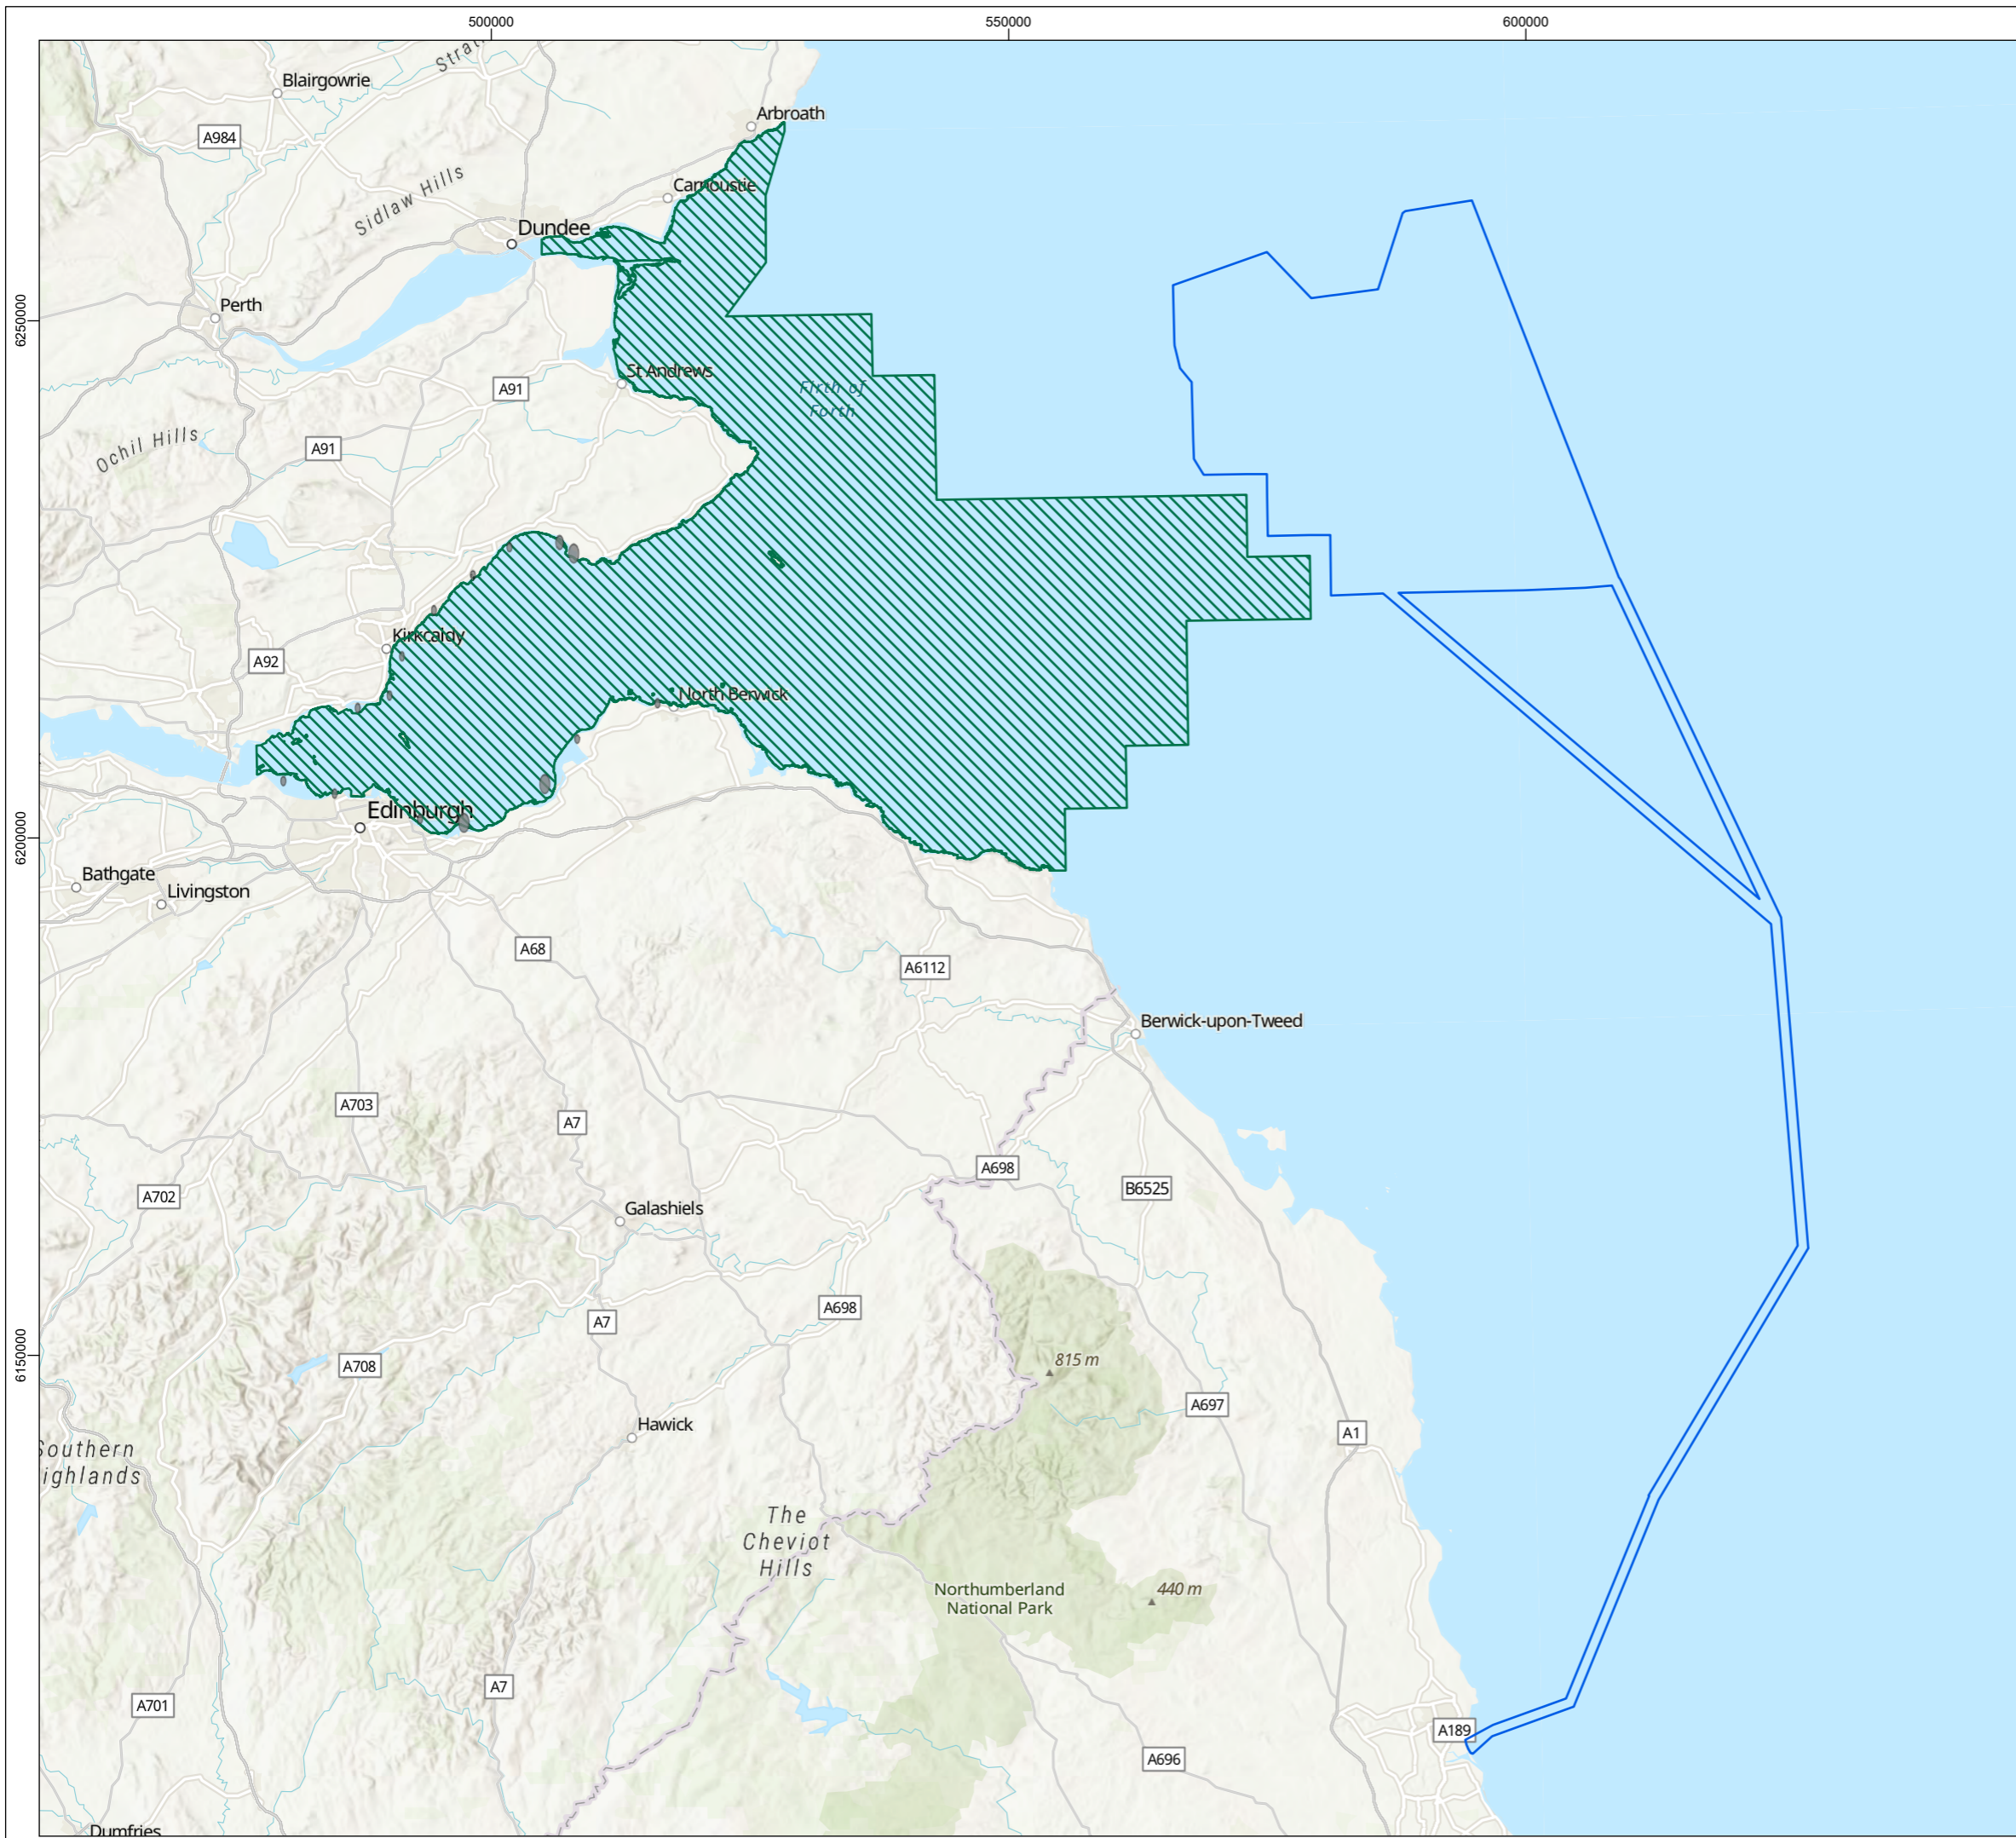 500000
550000
600000
6250000
6200000
6150000
Blairgowrie
A984
Arbroath
Sidlaw Hills
Carnoustie
Dundee
Perth
St Andrews
A91
Firth of
Forth
Ochil Hills
A91
Kirkcaldy
A92
North Berwick
Edinburgh
Bathgate
Livingston
A68
A6112
Berwick-upon-Tweed
A703
A7
A698
B6525
A702
Galashiels
A698
A7
A708
815 m
A697
Hawick
A1
Southern
ighlands
The
Cheviot
Hills
Northumberland
National Park
440 m
A7
A701
A189
A696
Dumfries